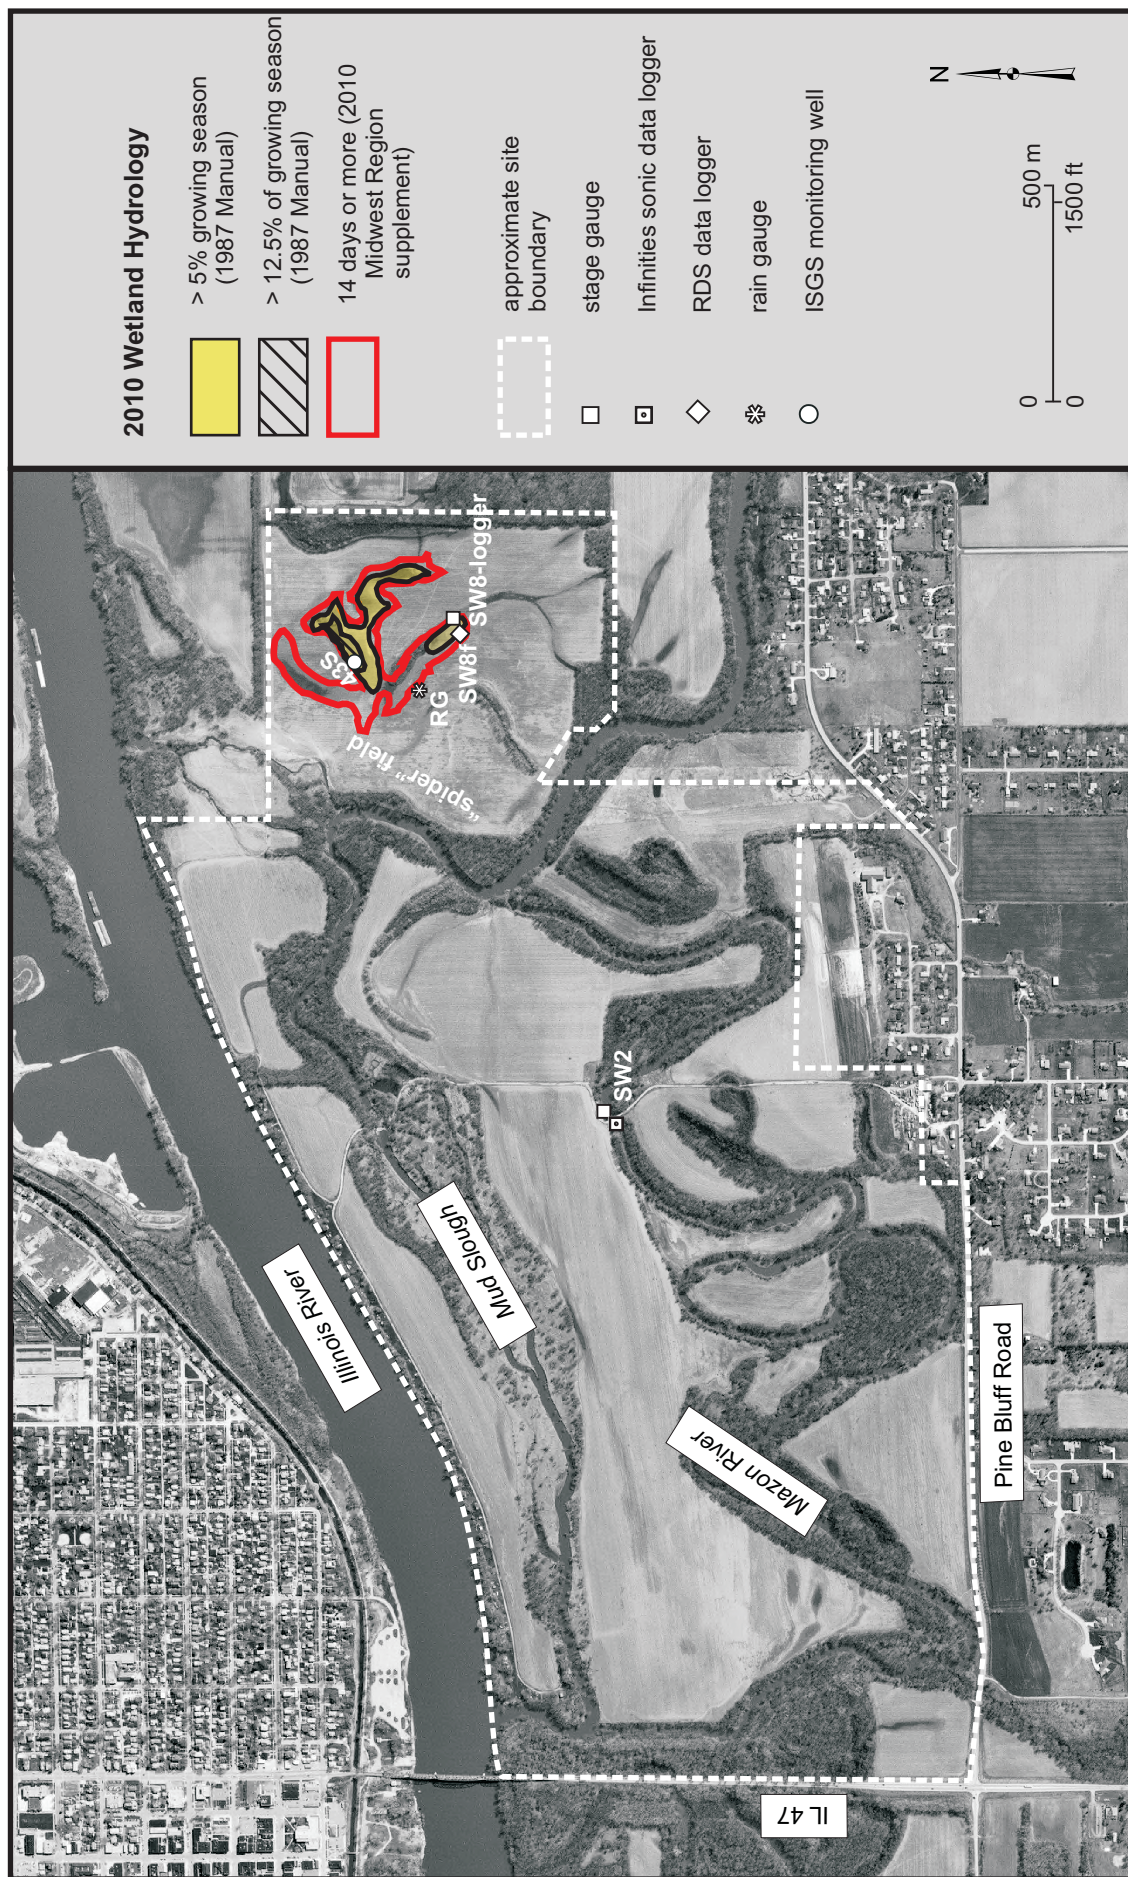 2010 Wetland Hydrology
> 5% growing season
(1987 Manual)
> 12.5% of growing season
(1987 Manual)
14 days or more (2010
Midwest Region
supplement)
approximate site
boundary
stage gauge
Infinities sonic data logger
RDS data logger
rain gauge
ISGS monitoring well
0 500 m
0 1500 ft
N
Illinois River
Mud Slough
Mazon River
Pine Bluff Road
IL 47
SW2
"spider" field
43S
RG
SW8f
SW8-logger